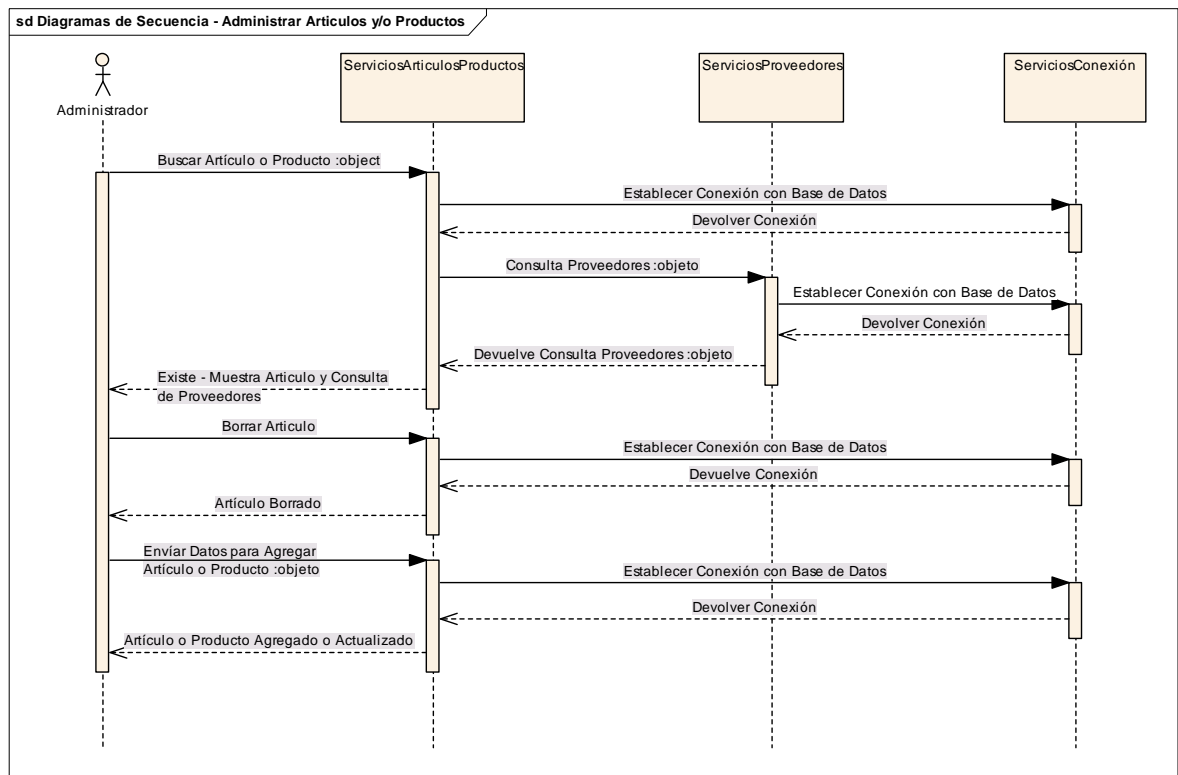 sd Diagramas de Secuencia - Administrar Articulos y/o Productos
Administrador
ServiciosArticulosProductos
ServiciosProveedores
ServiciosConexión
Buscar Artículo o Producto :object
Establecer Conexión con Base de Datos
Devolver Conexión
Consulta Proveedores :objeto
Establecer Conexión con Base de Datos
Devolver Conexión
Devuelve Consulta Proveedores :objeto
Existe - Muestra Articulo y Consulta
de Proveedores
Borrar Articulo
Establecer Conexión con Base de Datos
Devuelve Conexión
Artículo Borrado
Envíar Datos para Agregar
Artículo o Producto :objeto
Establecer Conexión con Base de Datos
Devolver Conexión
Artículo o Producto Agregado o Actualizado